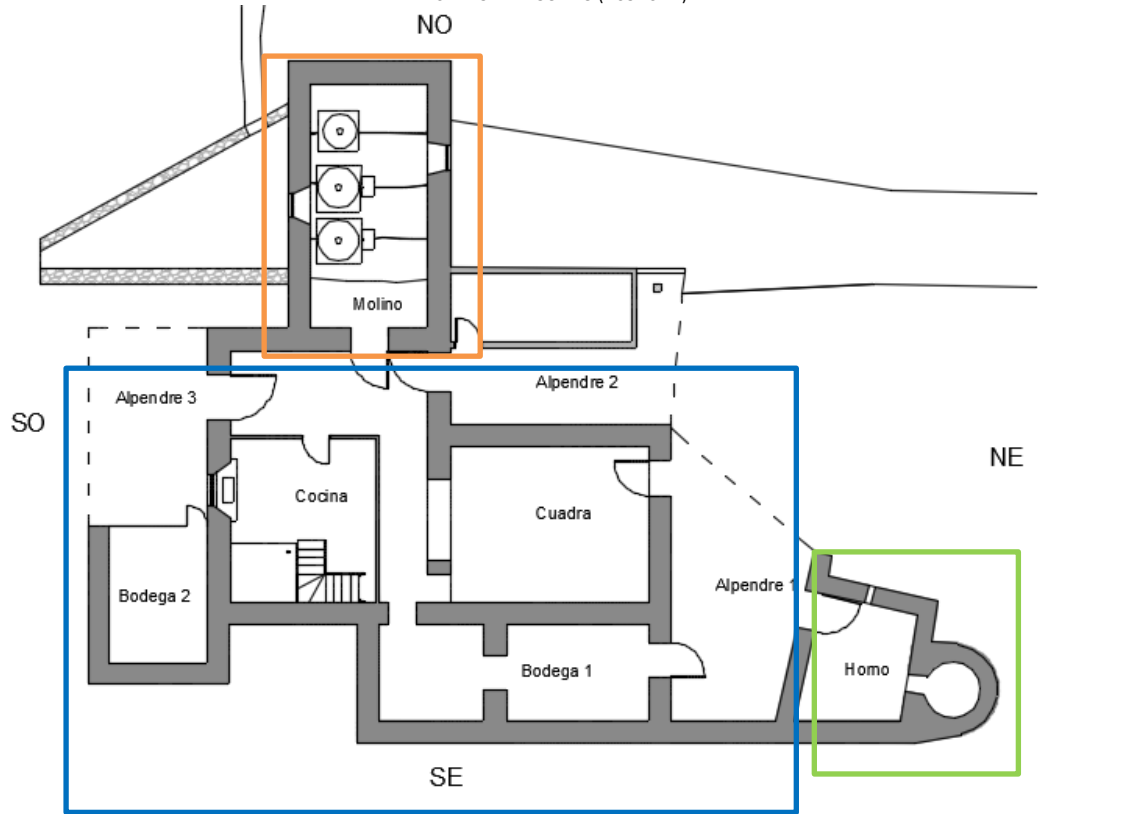 NO
Molino
Alpendre 2
Alpendre 3
SO
NE
Cocina
Cuadra
Alpendre 1
Bodega 2
Bodega 1
Horno
SE